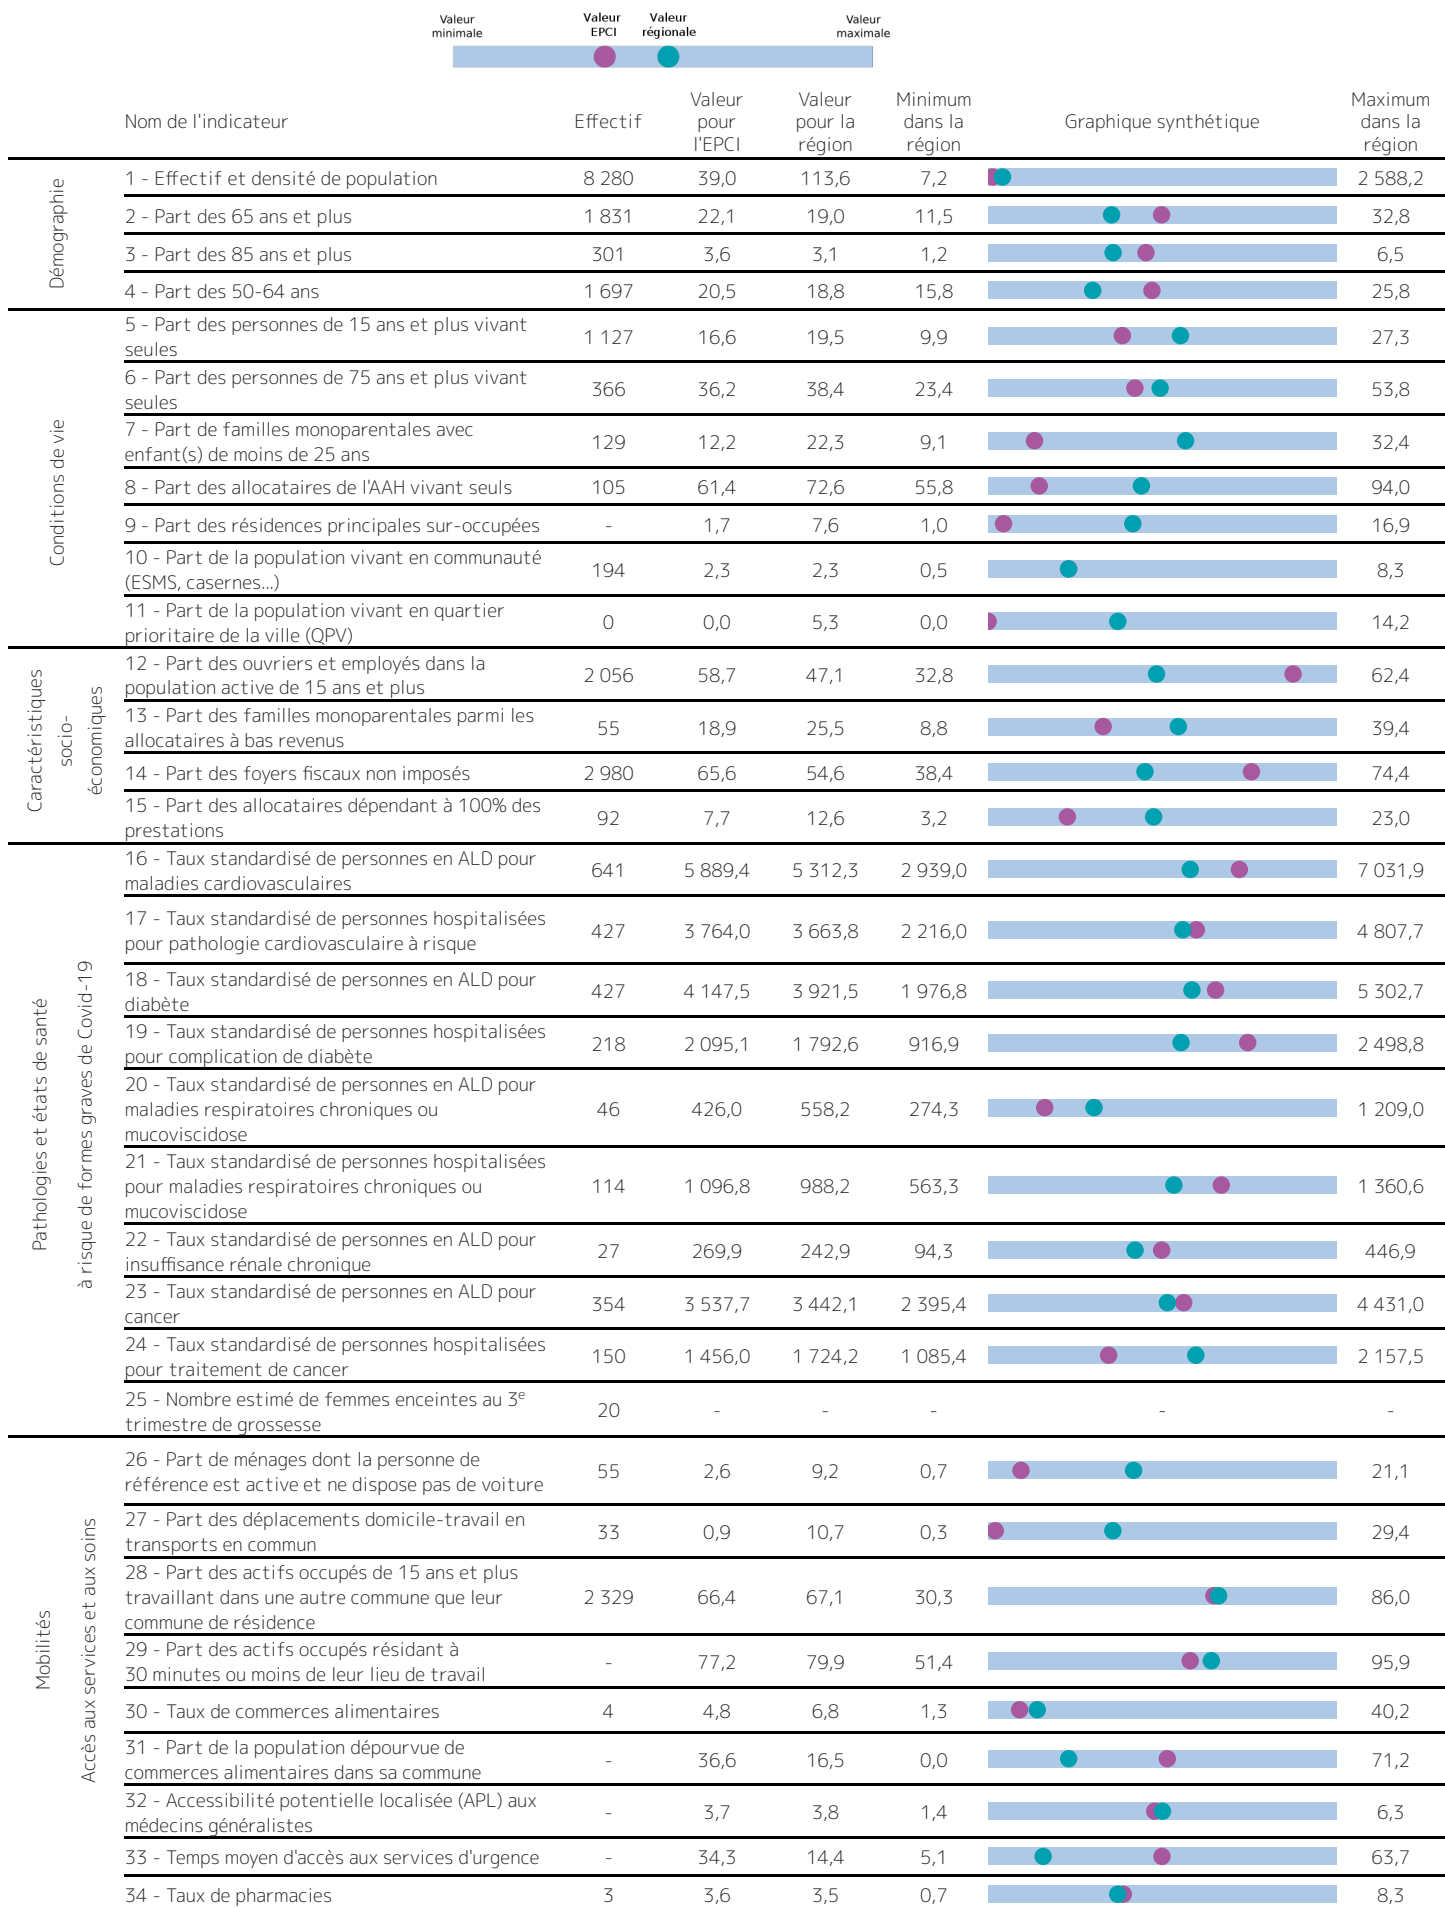 Valeur
minimale
Valeur
EPCI
Valeur
régionale
Valeur
maximale
Nom de l'indicateur
Effectif
Valeur
pour
l'EPCI
Valeur
pour la
région
Minimum
dans la
région
Graphique synthétique
Maximum
dans la
région
Démographie
1 - Effectif et densité de population 8 280 39,0 113,6 7,2 2 588,2
2 - Part des 65 ans et plus 1 831 22,1 19,0 11,5 32,8
3 - Part des 85 ans et plus 301 3,6 3,1 1,2 6,5
4 - Part des 50-64 ans 1 697 20,5 18,8 15,8 25,8
Conditions de vie
5 - Part des personnes de 15 ans et plus vivant
seules 1 127 16,6 19,5 9,9 27,3
6 - Part des personnes de 75 ans et plus vivant
seules 366 36,2 38,4 23,4 53,8
7 - Part de familles monoparentales avec
enfant(s) de moins de 25 ans 129 12,2 22,3 9,1 32,4
8 - Part des allocataires de l'AAH vivant seuls 105 61,4 72,6 55,8 94,0
9 - Part des résidences principales sur-occupées - 1,7 7,6 1,0 16,9
10 - Part de la population vivant en communauté
(ESMS, casernes...) 194 2,3 2,3 0,5 8,3
11 - Part de la population vivant en quartier
prioritaire de la ville (QPV) 0 0,0 5,3 0,0 14,2
Caractéristiques
socio-
économiques
12 - Part des ouvriers et employés dans la
population active de 15 ans et plus 2 056 58,7 47,1 32,8 62,4
13 - Part des familles monoparentales parmi les
allocataires à bas revenus 55 18,9 25,5 8,8 39,4
14 - Part des foyers fiscaux non imposés 2 980 65,6 54,6 38,4 74,4
15 - Part des allocataires dépendant à 100% des
prestations 92 7,7 12,6 3,2 23,0
Pathologies et états de santé
à risque de formes graves de Covid-19
16 - Taux standardisé de personnes en ALD pour
maladies cardiovasculaires 641 5 889,4 5 312,3 2 939,0 7 031,9
17 - Taux standardisé de personnes hospitalisées
pour pathologie cardiovasculaire à risque 427 3 764,0 3 663,8 2 216,0 4 807,7
18 - Taux standardisé de personnes en ALD pour
diabète 427 4 147,5 3 921,5 1 976,8 5 302,7
19 - Taux standardisé de personnes hospitalisées
pour complication de diabète 218 2 095,1 1 792,6 916,9 2 498,8
20 - Taux standardisé de personnes en ALD pour
maladies respiratoires chroniques ou 46 426,0 558,2 274,3 1 209,0
mucoviscidose
21 - Taux standardisé de personnes hospitalisées
pour maladies respiratoires chroniques ou 114 1 096,8 988,2 563,3 1 360,6
mucoviscidose
22 - Taux standardisé de personnes en ALD pour
insuffisance rénale chronique 27 269,9 242,9 94,3 446,9
23 - Taux standardisé de personnes en ALD pour
cancer 354 3 537,7 3 442,1 2 395,4 4 431,0
24 - Taux standardisé de personnes hospitalisées
pour traitement de cancer 150 1 456,0 1 724,2 1 085,4 2 157,5
25 - Nombre estimé de femmes enceintes au 3e
trimestre de grossesse 20 - - - - -
Mobilités
Accès aux services et aux soins
26 - Part de ménages dont la personne de
référence est active et ne dispose pas de voiture 55 2,6 9,2 0,7 21,1
27 - Part des déplacements domicile-travail en
transports en commun 33 0,9 10,7 0,3 29,4
28 - Part des actifs occupés de 15 ans et plus
travaillant dans une autre commune que leur 2 329 66,4 67,1 30,3 86,0
commune de résidence
29 - Part des actifs occupés résidant à
30 minutes ou moins de leur lieu de travail - 77,2 79,9 51,4 95,9
30 - Taux de commerces alimentaires 4 4,8 6,8 1,3 40,2
31 - Part de la population dépourvue de
commerces alimentaires dans sa commune - 36,6 16,5 0,0 71,2
32 - Accessibilité potentielle localisée (APL) aux
médecins généralistes - 3,7 3,8 1,4 6,3
33 - Temps moyen d'accès aux services d'urgence - 34,3 14,4 5,1 63,7
34 - Taux de pharmacies 3 3,6 3,5 0,7 8,3